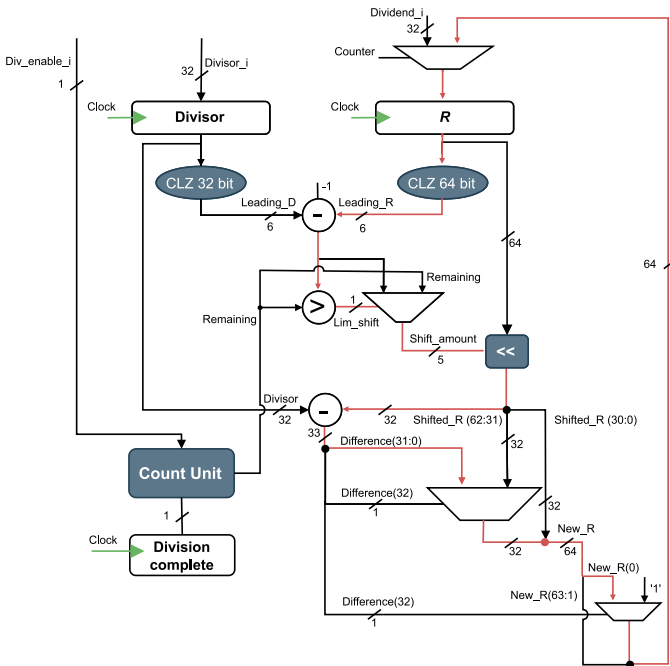 Dividend_i
32
Counter
Div_enable_i
1
32
Divisor_i
Clock
Divisor
Clock
R
CLZ 32 bit
CLZ 64 bit
-1
Leading_D
-
Leading_R
6
6
64
64
Remaining
Remaining
>
1
Lim_shift
Shift_amount
5
<<
Divisor
32
-
32
Shifted_R (62:31)
Shifted_R (30:0)
33
Difference(31:0)
32
Count Unit
Difference(32)
1
32
1
New_R
32
64
Clock
Division
complete
New_R(0)
'1'
New_R(63:1)
Difference(32)
1